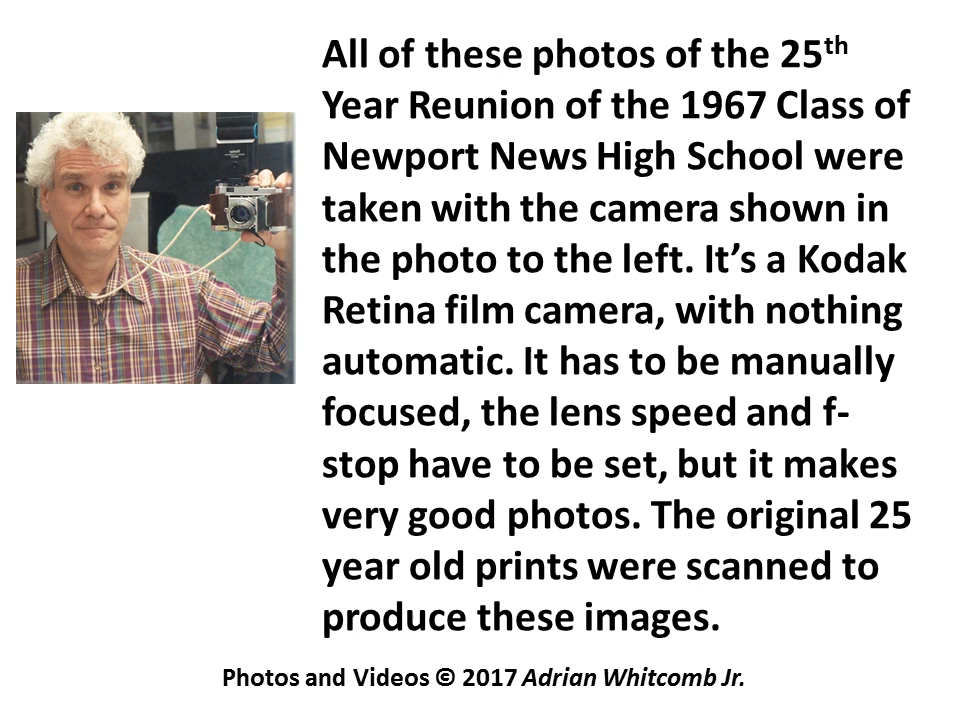 All of these photos of the 25th
Year Reunion of the 1967 Class of
Newport News High School were
taken with the camera shown in
the photo to the left. It’s a Kodak
Retina film camera, with nothing
automatic. It has to be manually
focused, the lens speed and f-
stop have to be set, but it makes
very good photos. The original 25
year old prints were scanned to
produce these images.
Photos and Videos © 2017 Adrian Whitcomb Jr.